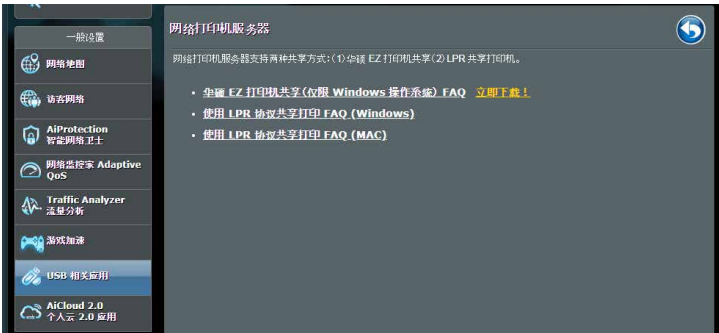 一般设置
网络地图
访客网络
AiProtection
智能网络卫士
网络监控家 Adaptive
QoS
Traffic Analyzer
流量分析
游戏加速
USB 相关应用
AiCloud 2.0
个人云 2.0 应用
网络打印机服务器
网络打印机服务器支持两种共享方式:(1)华硕 EZ 打印机共享(2)LPR 共享打印机。
华硕 EZ 打印机共享(仅限 Windows 操作系统) FAQ 立即下载!
使用 LPR 协议共享打印 FAQ (Windows)
使用 LPR 协议共享打印 FAQ (MAC)